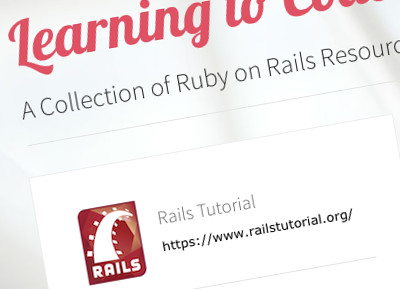 Learning to
A Collection of Ruby on Rails
Rails Tutorial
https://www.railstutorial.org/
RAILS